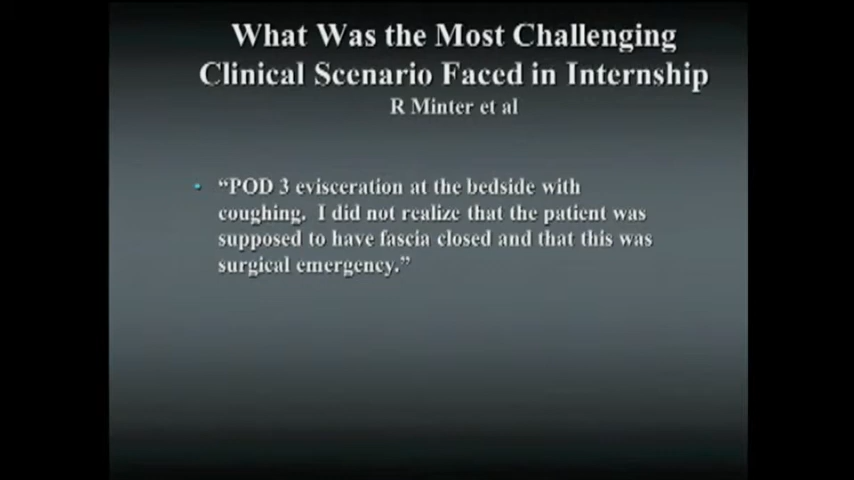 What Was the Most Challenging
Clinical Scenario Faced in Internship
R Minter et al
• “POD 3 evisceration at the bedside with
coughing. I did not realize that the patient was
supposed to have fascia closed and that this was
surgical emergency.”